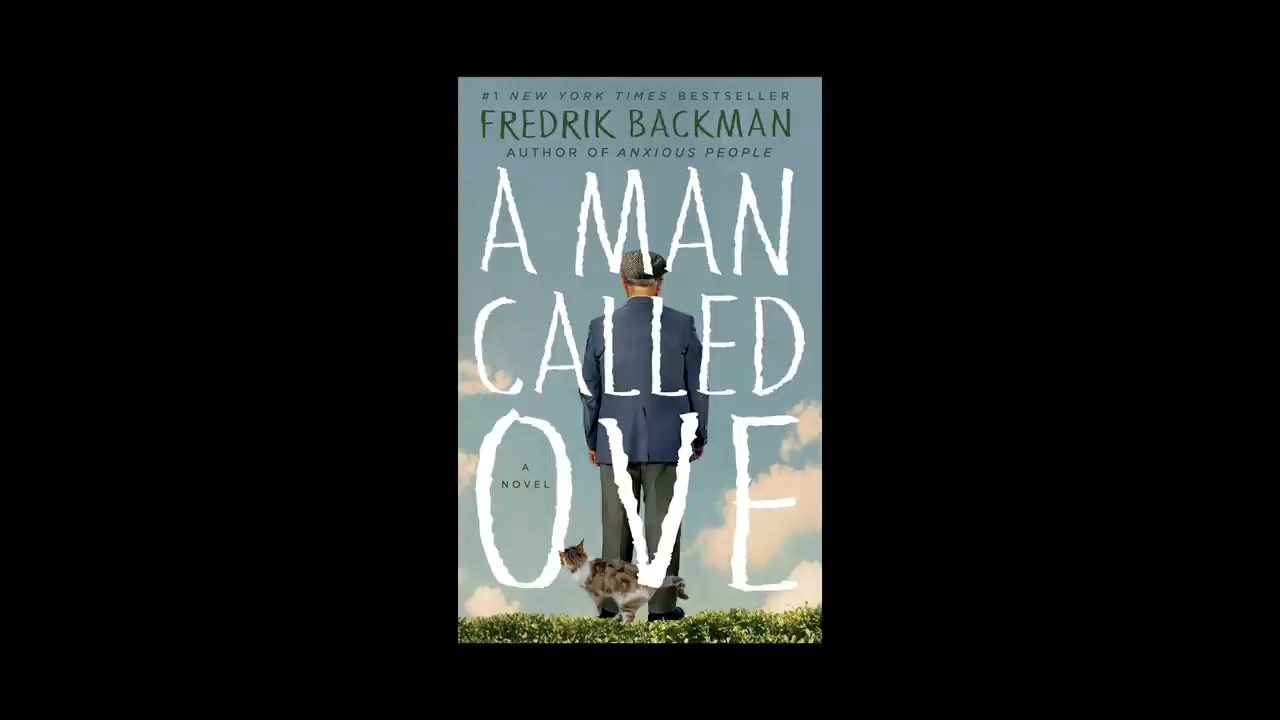 #1 NEW YORK TIMES BESTSELLER
FREDRIK BACKMAN
AUTHOR OF ANXIOUS PEOPLE
A MAN
CALLED
OVE
A
NOVEL